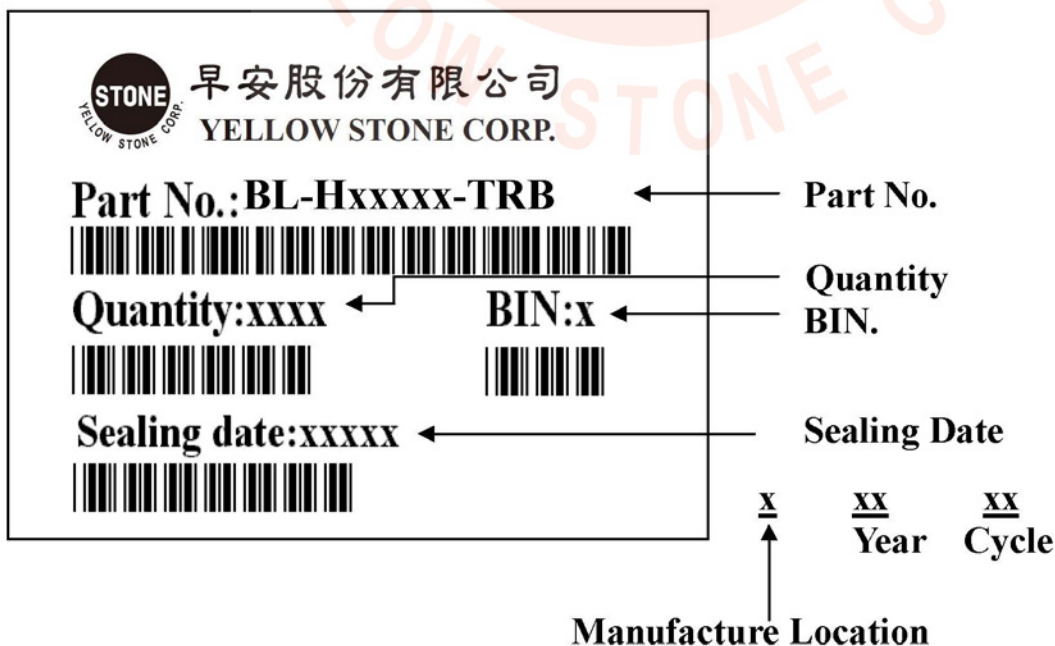 STONE
YELLOW STONE CORP.
早安股份有限公司
YELLOW STONE CORP.
Part No.:BL-Hxxxxx-TRB
Part No.
Quantity:xxxx
BIN:x
Quantity
BIN.
Sealing date:xxxxx
Sealing Date
x xx xx
Year Cycle
Manufacture Location